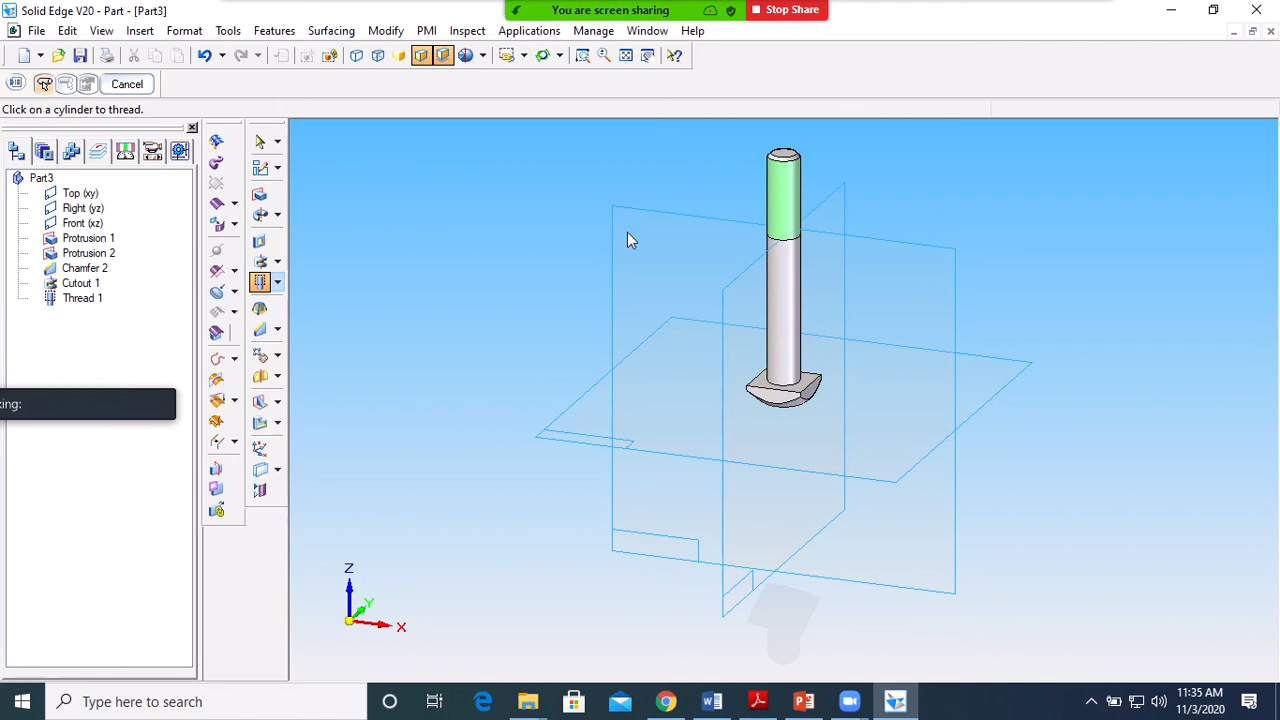 Solid Edge V20 - Part - [Part3]
You are screen sharing
Stop Share
File Edit View Insert Format Tools Features Surfacing Modify PMI Inspect Applications Manage Window Help
Cancel
Click on a cylinder to thread.
Part3
Top (xy)
Right (yz)
Front (xz)
Protrusion 1
Protrusion 2
Chamfer 2
Cutout 1
Thread 1
king:
Z
Y
X
Type here to search
11:35 AM
11/3/2020